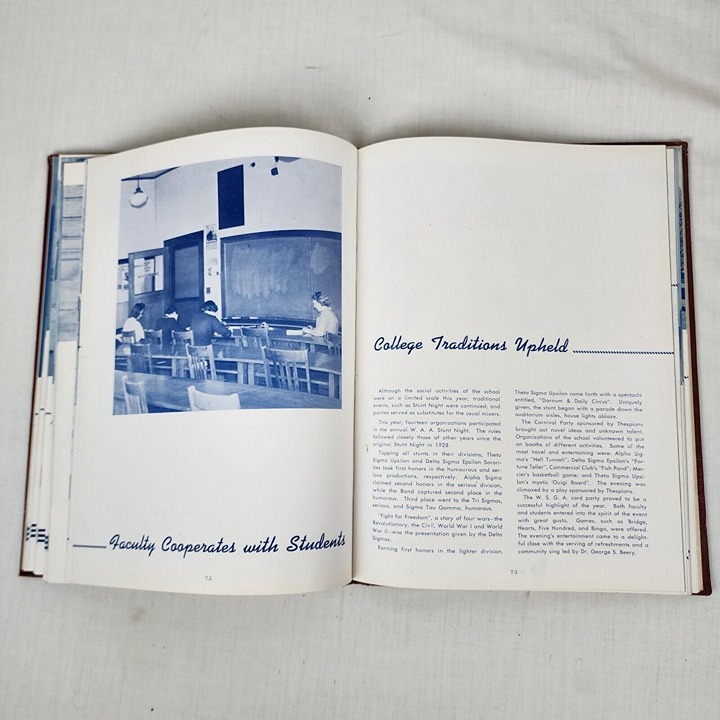 Faculty Cooperates with Students
72
College Traditions Upheld
Although the social activities of the school
were on a limited scale this year, traditional
events, such as Stunt Night were continued; and
parties served as substitutes for the usual mixers.
This year, fourteen organizations participated
in the annual W. A. A. Stunt Night. The rules
followed closely those of other years since the
original in 1928.
Topping all stunts in their divisions, Theta
Sigma Upsilon and Delta Sigma Epsilon Sorori-
ties took first honors in the humourous and se-
rious productions, respectively. Alpha Sigma
claimed second honors in the serious division,
while the Band captured second place in the
humorous. Third place went to the Tri Sigmas,
serious, and Sigma Tau Gamma, humorous.
"Fight for Freedom", a story of four wars—the
Revolutionary, the Civil, World War I and World
War II—was the presentation given by the Delta
Sigmas.
Earning first honors in the lighter division,
Theta Sigma Upsilon came forth with a spectacle
entitled, "Darnum & Daily Circus". Uniquely
given, the stunt began with a parade down the
auditorium aisles, house lights ablaze.
The Carnival Party sponsored by Thespians
brought out novel ideas and unknown talent.
Organizations of the school volunteered to put
on booths of different activities. Some of the
most novel and entertaining were: Alpha Sig-
ma's "Hell Tunnell"; Delta Sigma Epsilon's "For-
tune Teller"; Commercial Club's "Fish Pond"; Mer-
cier's basketball game; and Theta Sigma Upsi-
lon's mystic "Ouigi Board". The evening was
climaxed by a play sponsored by Thespians.
The W. S. G. A. card party proved to be a
successful highlight of the year. Both faculty
and students entered into the spirit of the event
with great gusto. Games, such as Bridge,
Hearts, Five Hundred, and Bingo, were offered.
The evening's entertainment came to a delight-
ful close with the serving of refreshments and a
community sing led by Dr. George S. Beery.
73